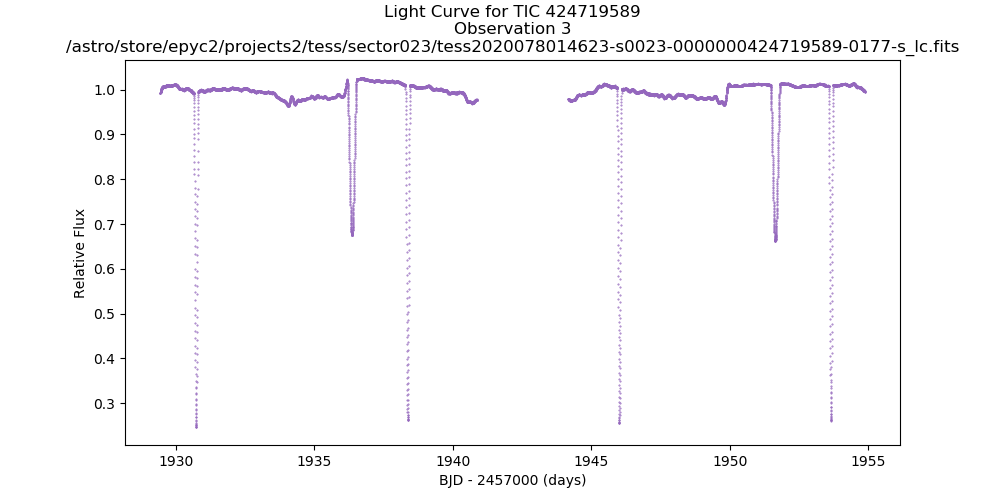 Light Curve for TIC 424719589
Observation 3
/astro/store/epyc2/projects2/tess/sector023/tess2020078014623-s0023-0000000424719589-0177-s_lc.fits
1.0
0.9
0.8
0.7
0.6
0.5
0.4
0.3
Relative Flux
1930 1935 1940 1945 1950 1955
BJD - 2457000 (days)